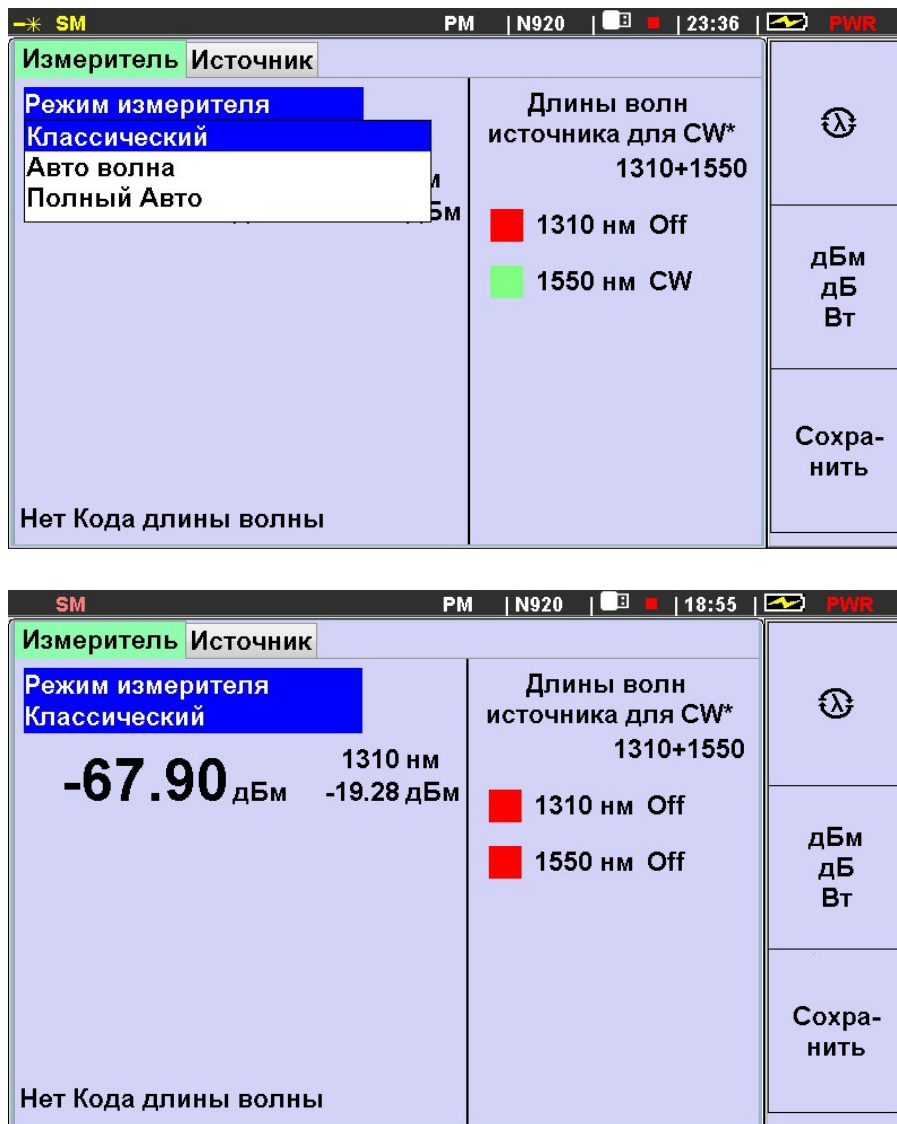 SM PM | N920 | | 23:36 | PWR
Измеритель Источник
Режим измерителя
Классический
Авто волна
Полный Авто
м
Бм
Длины волн
источника для CW*
1310+1550
1310 нм Off
1550 нм CW
Нет Кода длины волны
λ
дБм
дБ
Вт
Сохра-
нить
SM PM | N920 | | 18:55 | PWR
Измеритель Источник
Режим измерителя
Классический
-67.90 дБм
1310 нм
-19.28 дБм
Длины волн
источника для CW*
1310+1550
1310 нм Off
1550 нм Off
Нет Кода длины волны
λ
дБм
дБ
Вт
Сохра-
нить